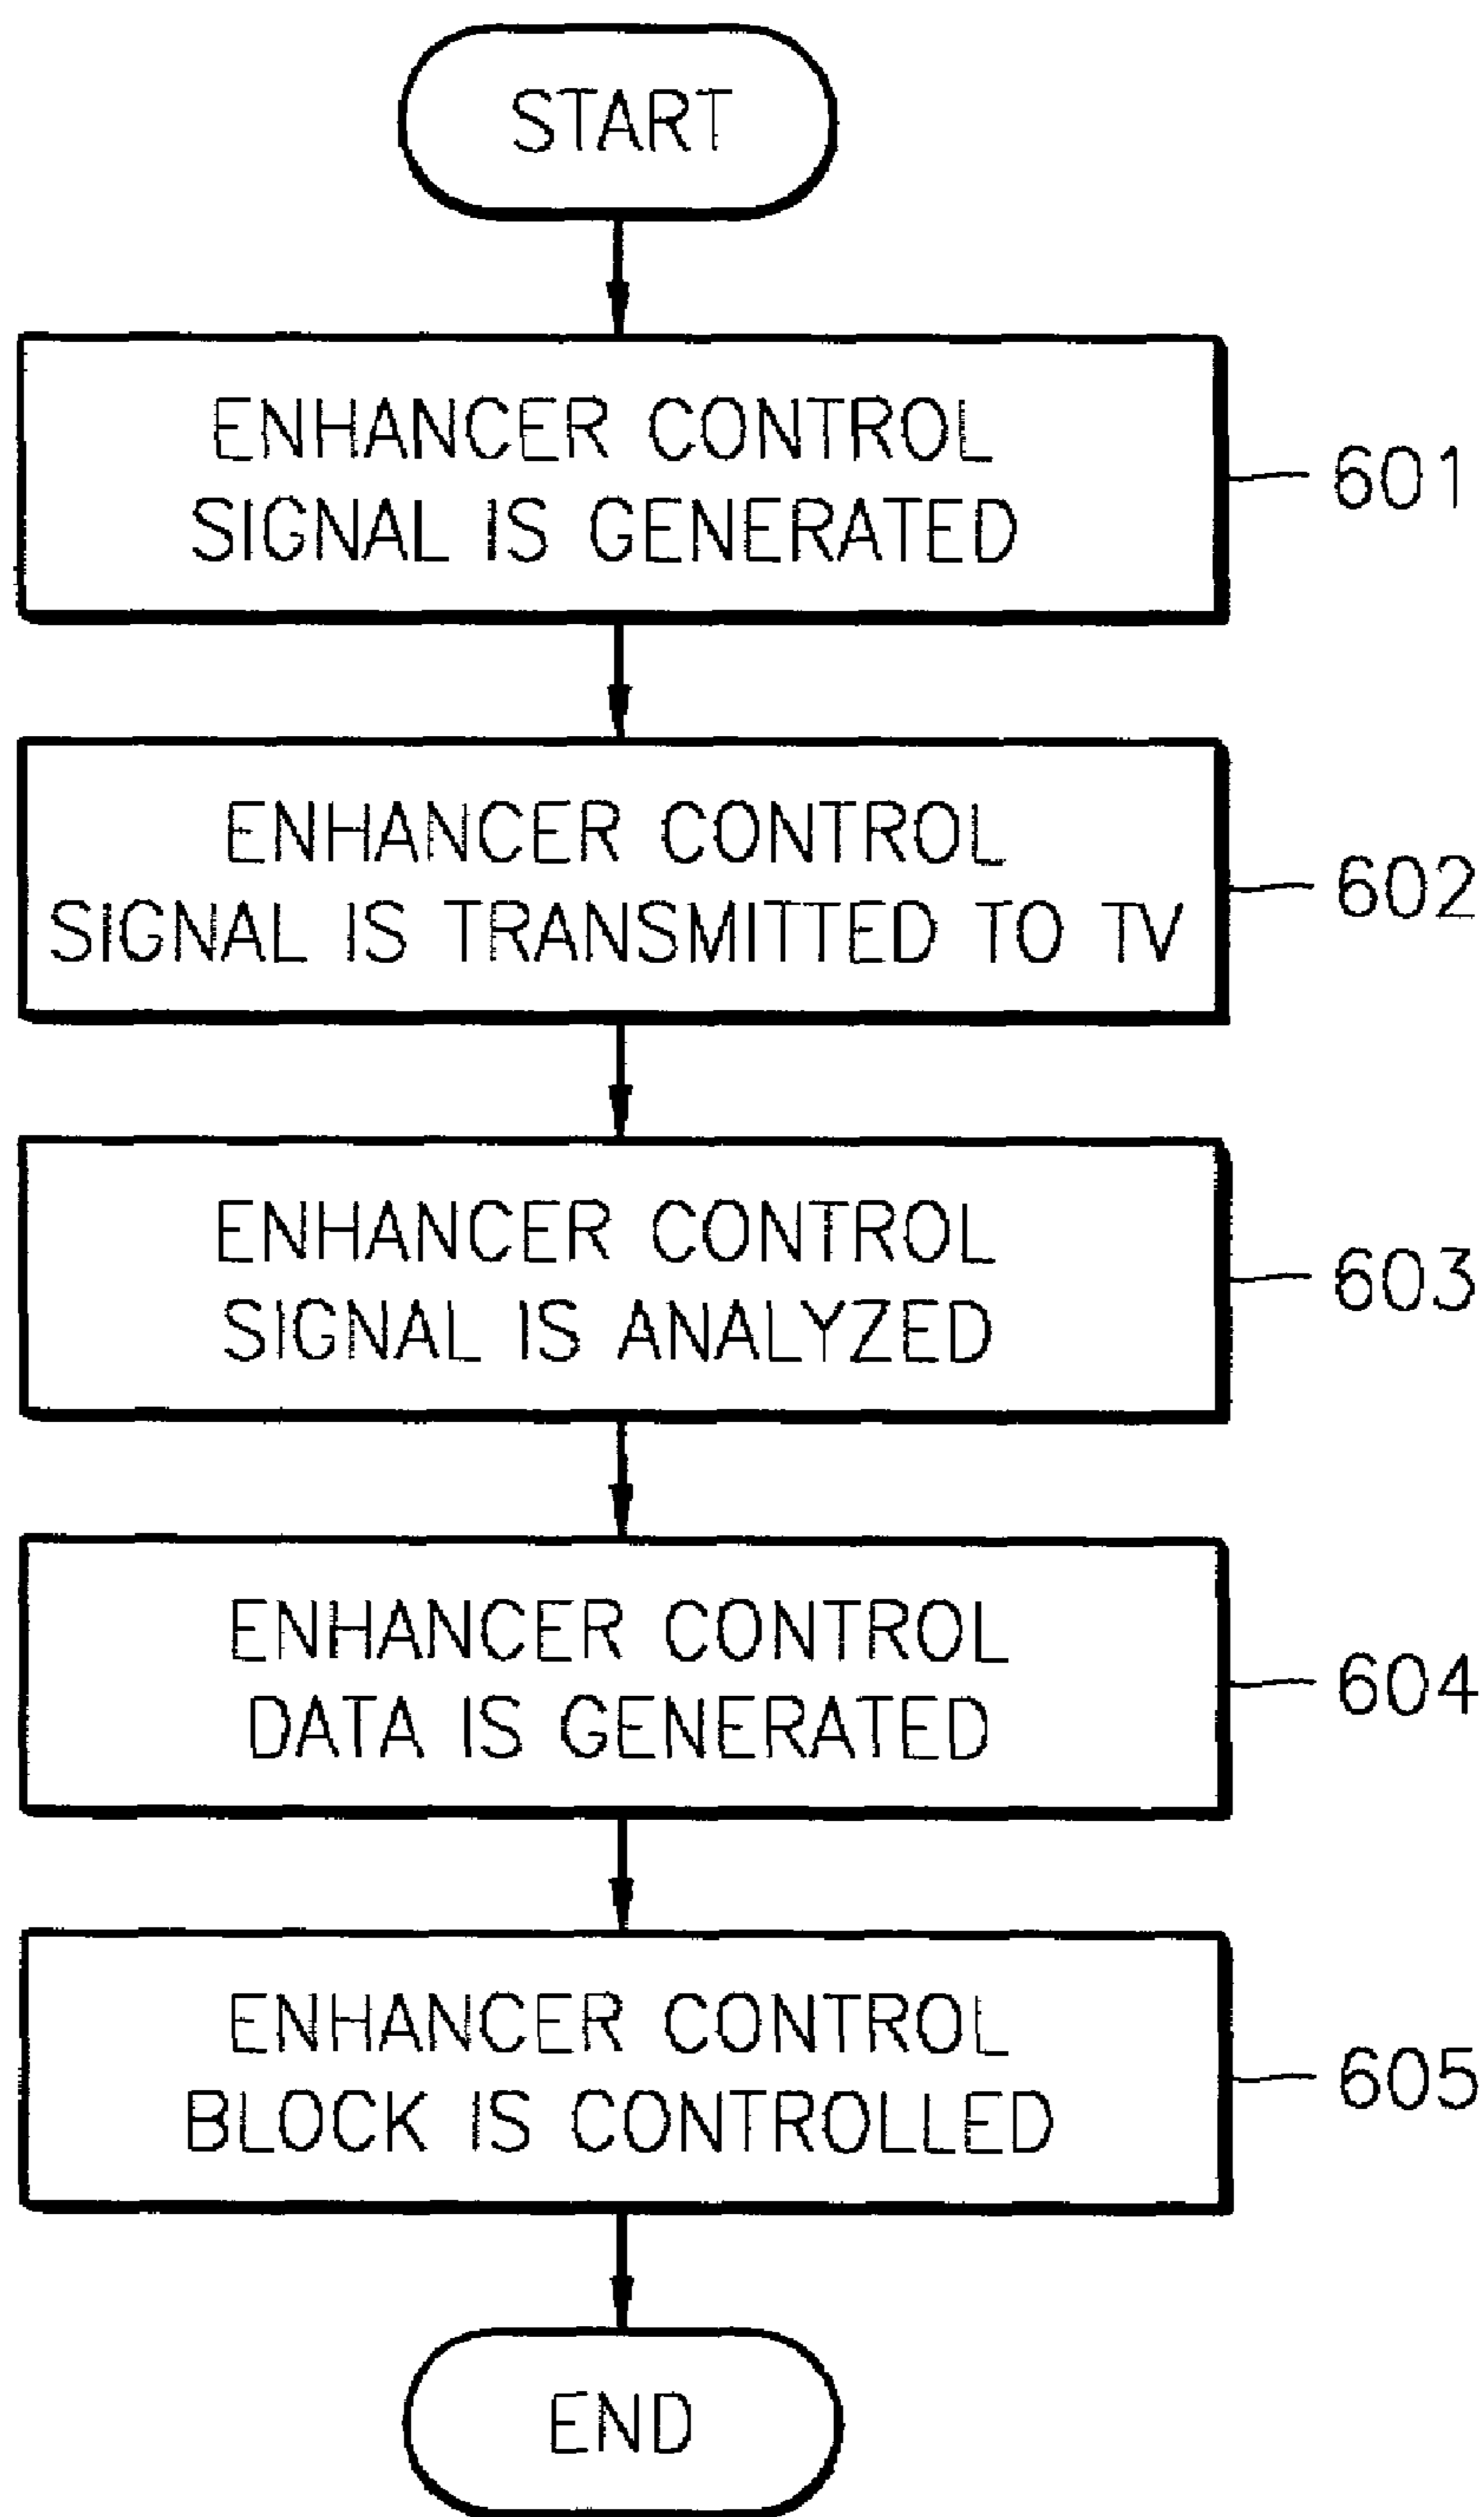 START
ENHANCER CONTROL
SIGNAL IS GENERATED
601
ENHANCER CONTROL
SIGNAL IS TRANSMITTED TO TV
602
ENHANCER CONTROL
SIGNAL IS ANALYZED
603
ENHANCER CONTROL
DATA IS GENERATED
604
ENHANCER CONTROL
BLOCK IS CONTROLLED
605
END